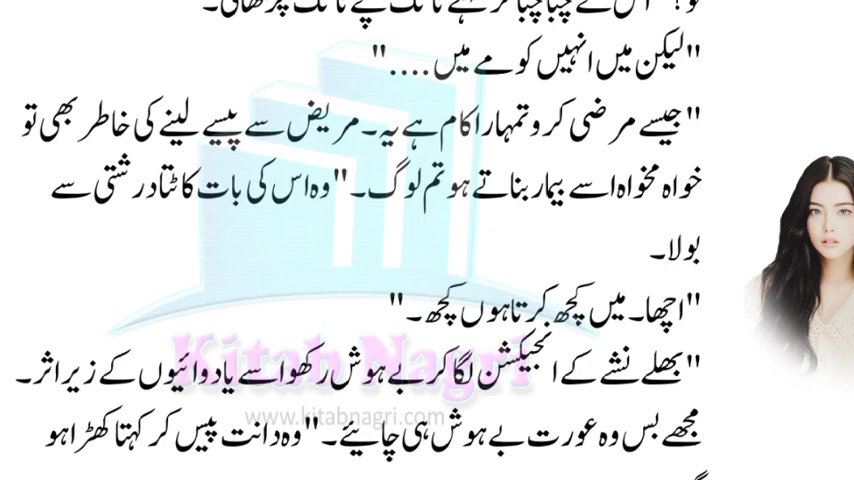 "لیکن میں انہیں کومے میں...."
"جیسے مرضی کرو تمہارا کام ہے یہ۔ مریض سے پیسے لینے کی خاطر بھی تو
خواہ مخواہ اسے بیمار بناتے ہو تم لوگ۔" وہ اس کی بات کاٹتا درشتی سے
بولا۔
"اچھا۔ میں کچھ کرتا ہوں کچھ۔"
"بھلے نشے کے انجیکشن لگا کر بے ہوش رکھو اسے یا دوائیوں کے زیر اثر۔
مجھے بس وہ عورت بے ہوش ہی چاہیئے۔" وہ دانت پیس کر کہتا کھڑا ہو
Kitab Nagri
www.kitabnagri.com